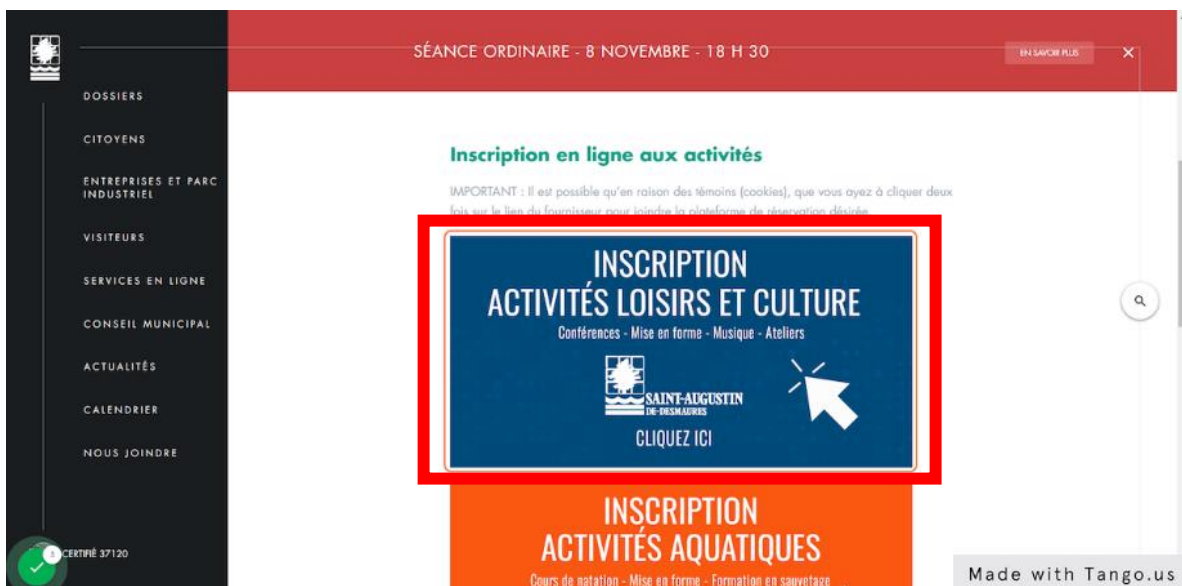 SÉANCE ORDINAIRE - 8 NOVEMBRE - 18 H 30
EN SAVOIR PLUS
DOSSIERS
CITOYENS
ENTREPRISES ET PARC
INDUSTRIEL
VISITEURS
SERVICES EN LIGNE
CONSEIL MUNICIPAL
ACTUALITÉS
CALENDRIER
NOUS JOINDRE
CERTIFIÉ 37120
Inscription en ligne aux activités
IMPORTANT : Il est possible qu'en raison des témoins (cookies), que vous ayez à cliquer deux
fois sur le lien du fournisseur pour joindre la plateforme de réservation désirée
INSCRIPTION
ACTIVITÉS LOISIRS ET CULTURE
Conférences - Mise en forme - Musique - Ateliers
SAINT-AUGUSTIN
DE-DESMAURES
CLIQUEZ ICI
INSCRIPTION
ACTIVITÉS AQUATIQUES
Cours de natation - Mise en forme - Formation en sauvetage
Made with Tango.us